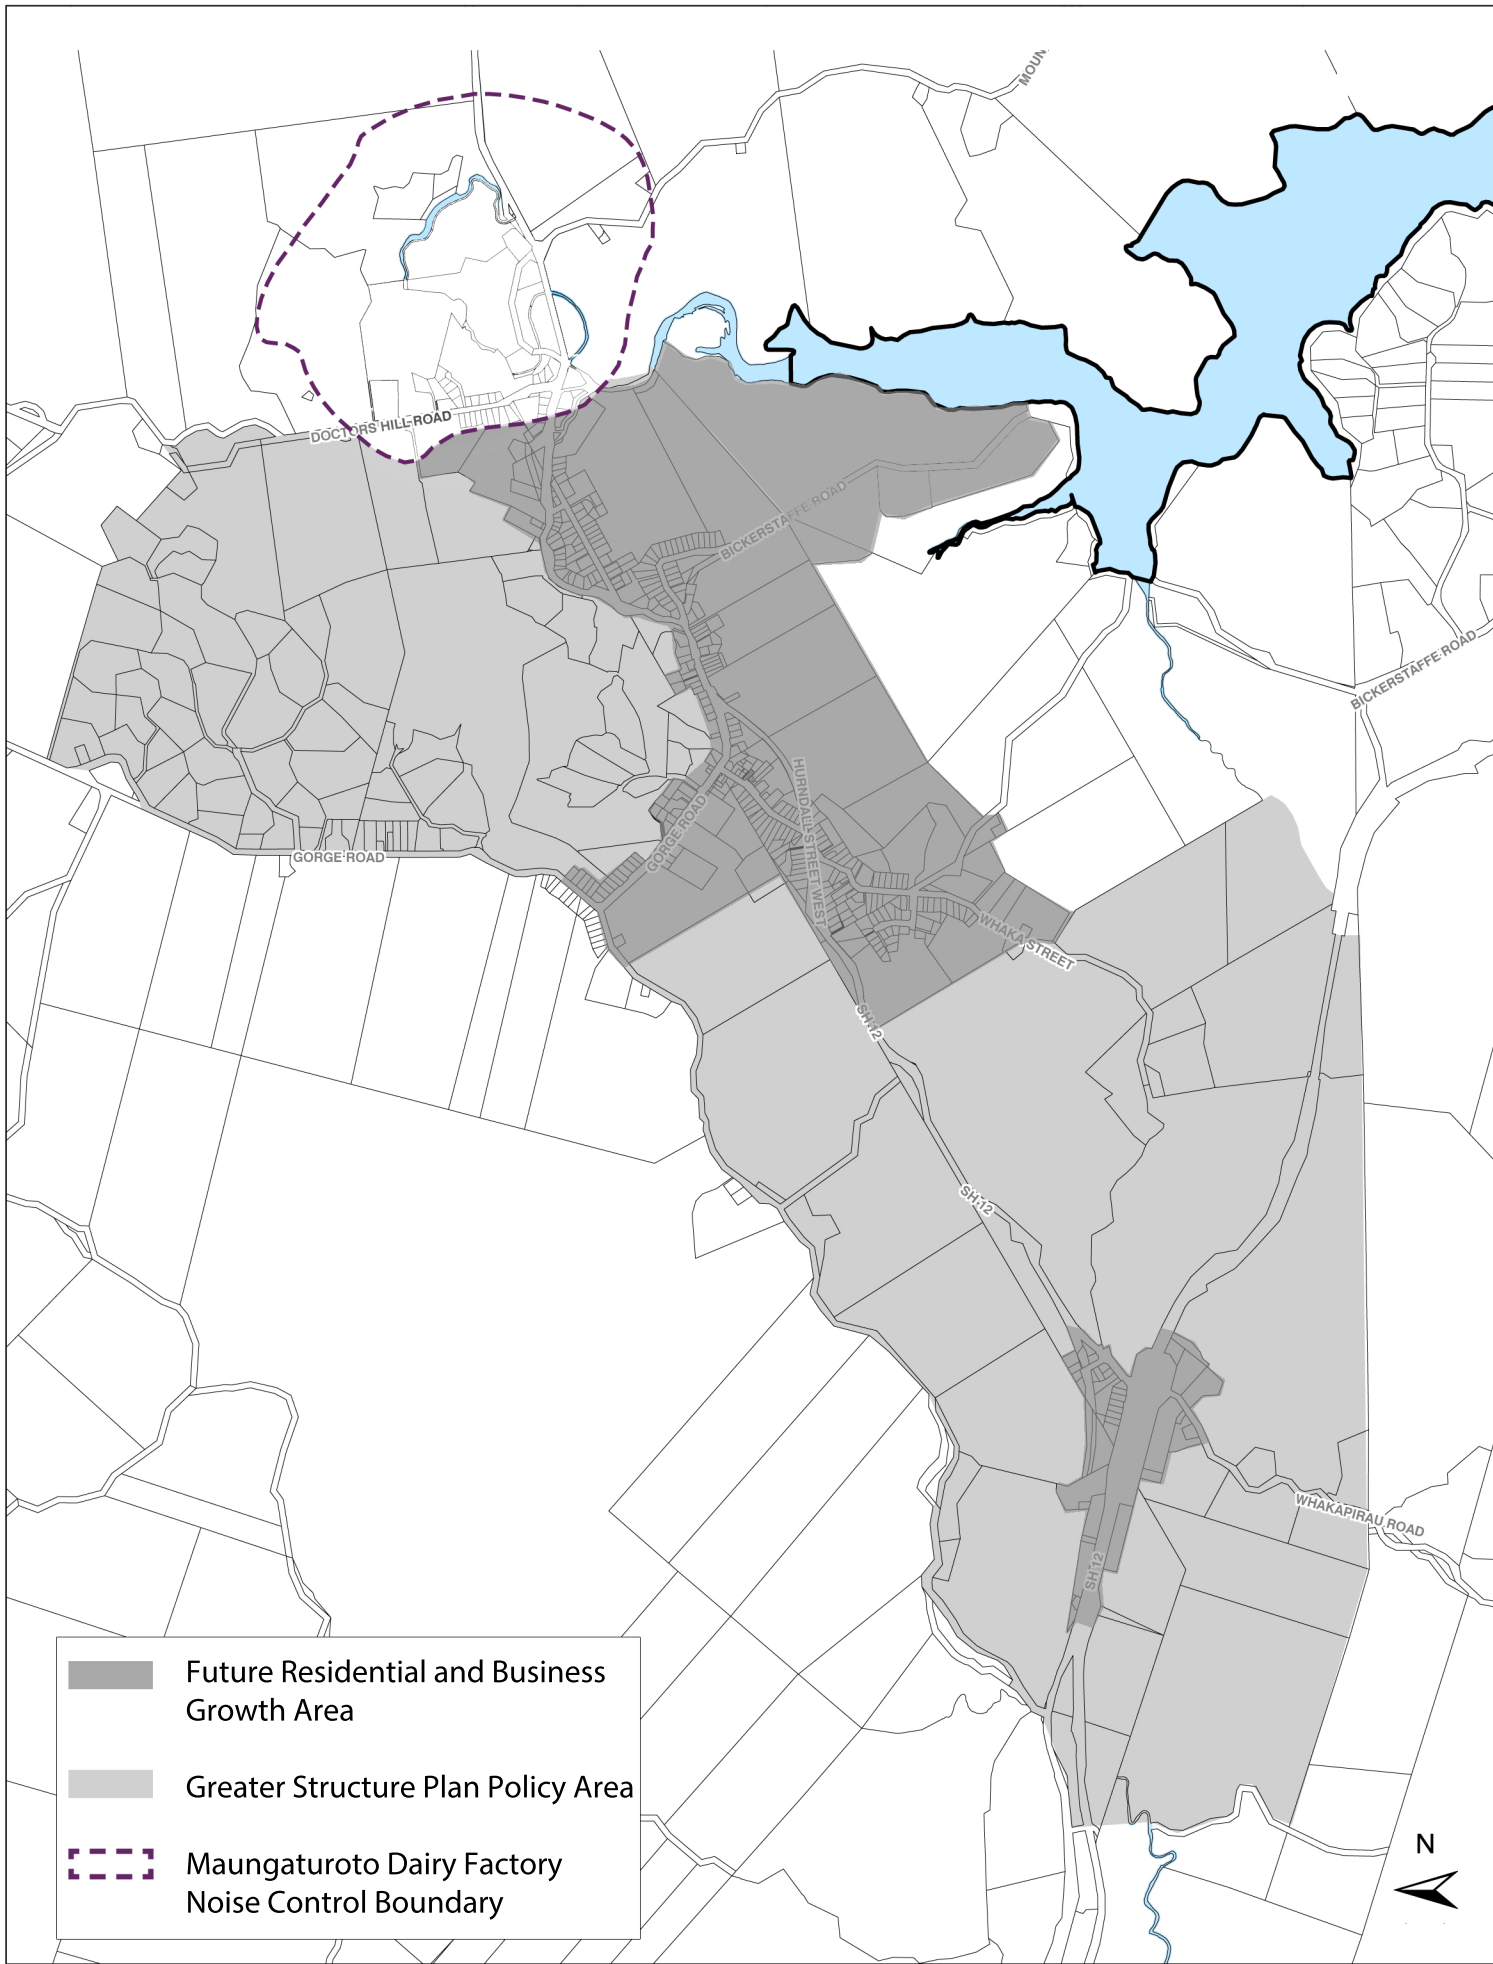 MOUN
DOCTORS HILL ROAD
BICKERSTAFFE ROAD
BICKERSTAFFE ROAD
HURNDALL STREET WEST
GORGE ROAD
GORGE ROAD
WHAKA STREET
SH 12
SH 12
WHAKAPIRAU ROAD
SH 12
Future Residential and Business
Growth Area
Greater Structure Plan Policy Area
Maungaturoto Dairy Factory
Noise Control Boundary
N